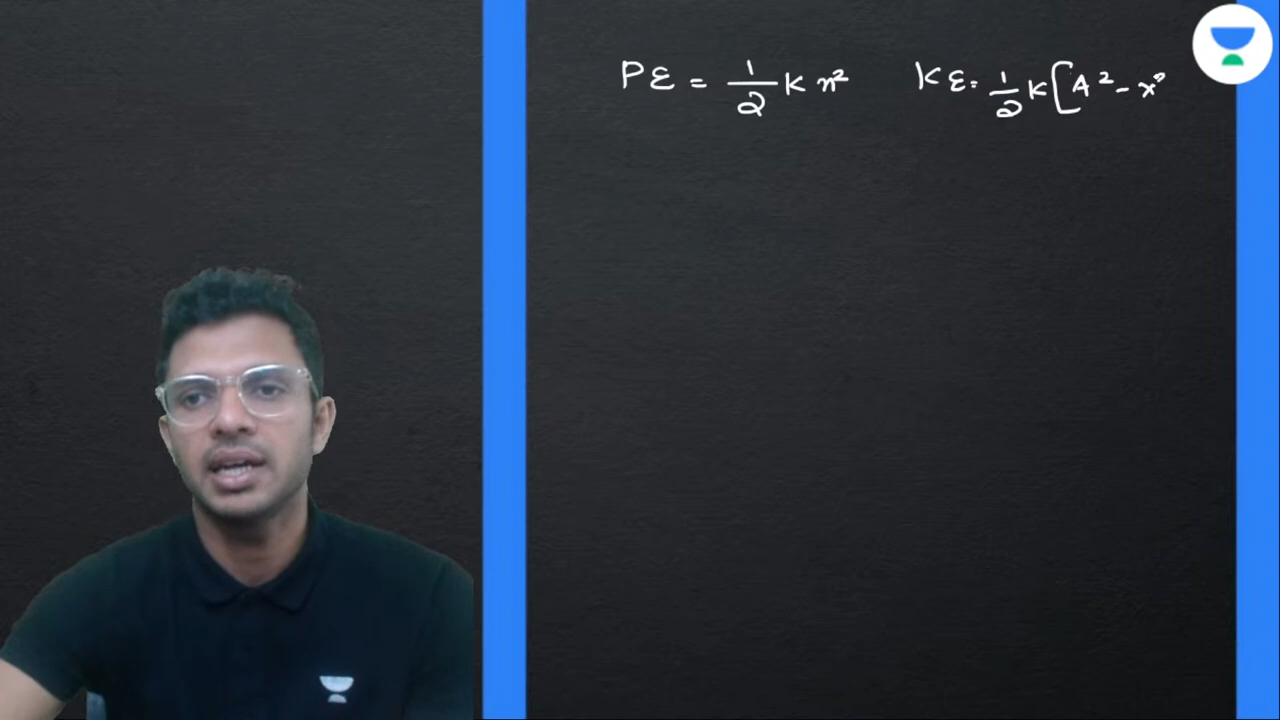 PE = 1/2 K x² KE = 1/2 K [A² - x²